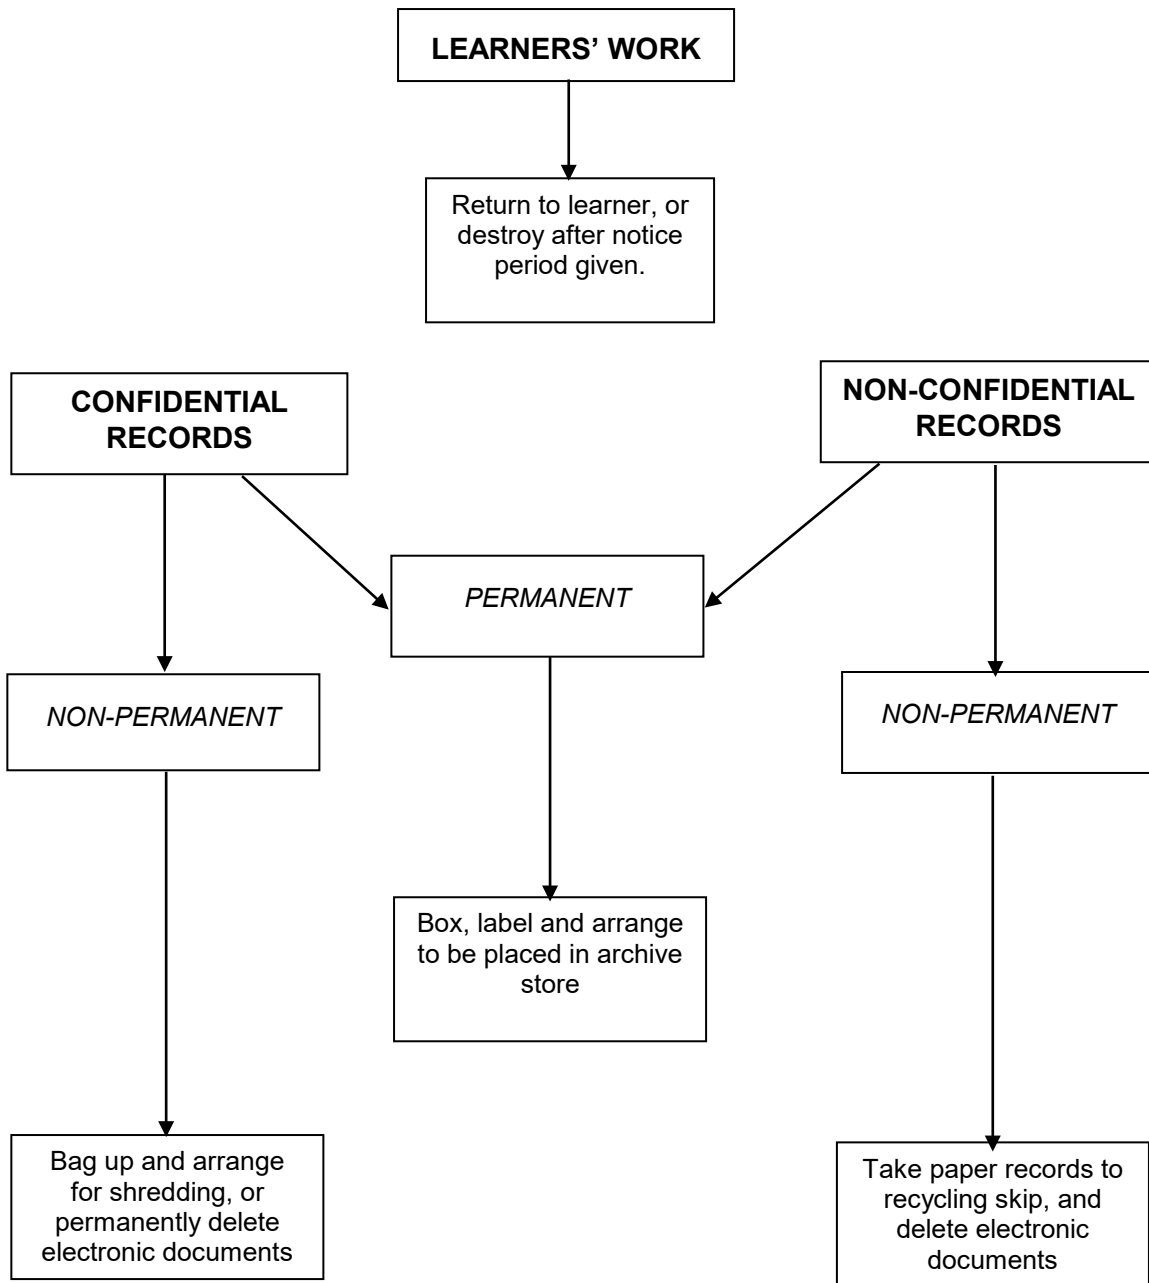 LEARNERS’ WORK
Return to learner, or
destroy after notice
period given.
CONFIDENTIAL
RECORDS
NON-CONFIDENTIAL
RECORDS
PERMANENT
NON-PERMANENT
NON-PERMANENT
Box, label and arrange
to be placed in archive
store
Bag up and arrange
for shredding, or
permanently delete
electronic documents
Take paper records to
recycling skip, and
delete electronic
documents